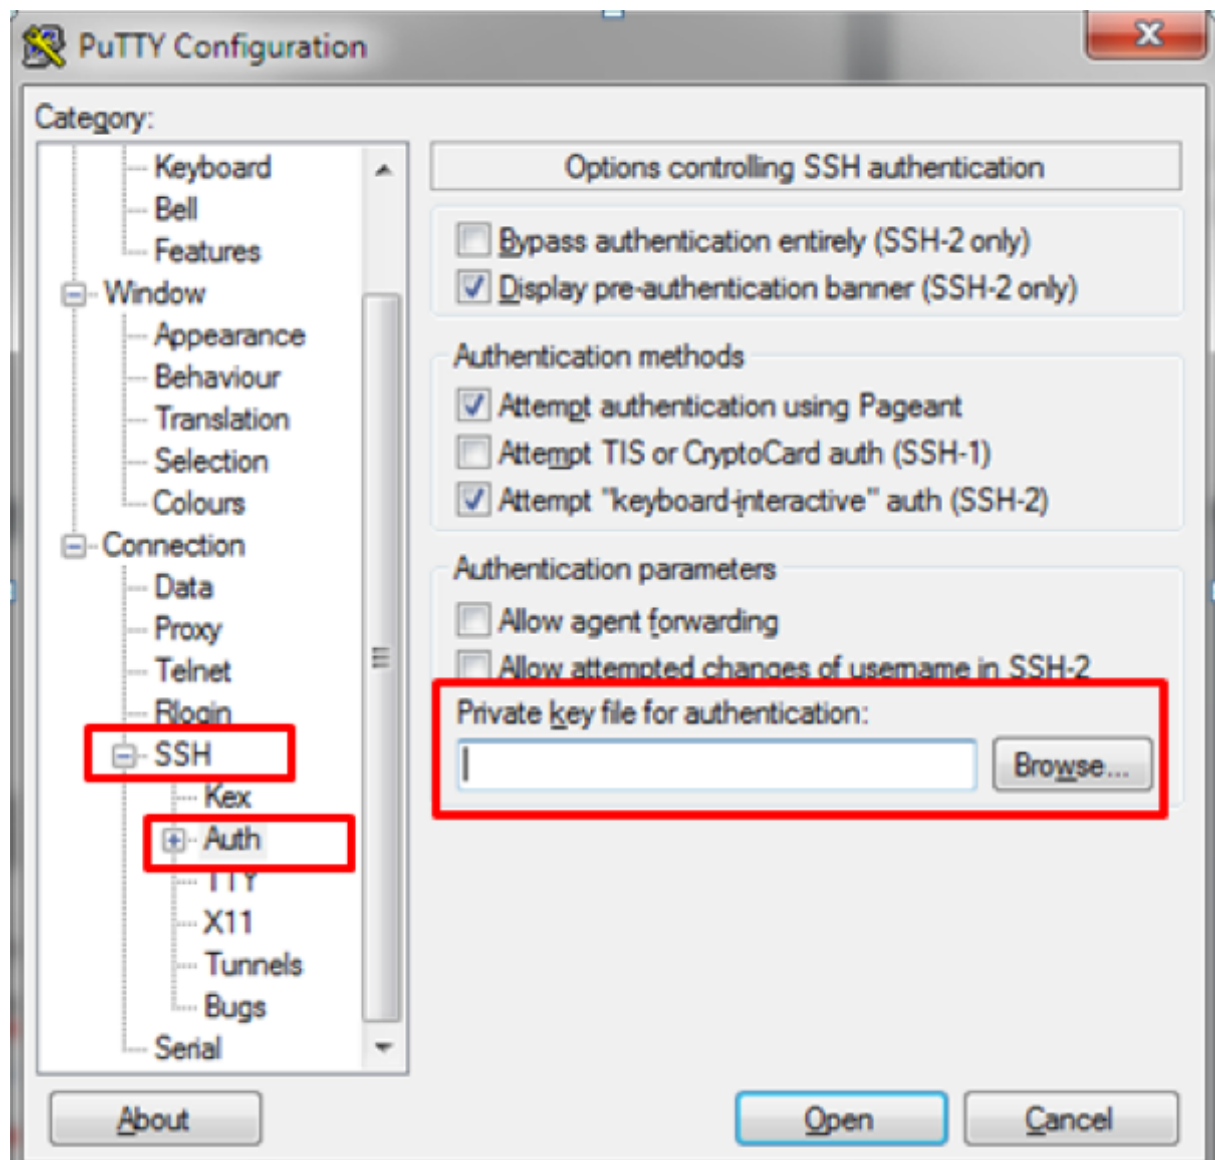 PuTTY Configuration
Category:
Keyboard
Bell
Features
Window
Appearance
Behaviour
Translation
Selection
Colours
Connection
Data
Proxy
Telnet
Rlogin
SSH
Kex
Auth
TTY
X11
Tunnels
Bugs
Serial
Options controlling SSH authentication
Bypass authentication entirely (SSH-2 only)
Display pre-authentication banner (SSH-2 only)
Authentication methods
Attempt authentication using Pageant
Attempt TIS or CryptoCard auth (SSH-1)
Attempt "keyboard-interactive" auth (SSH-2)
Authentication parameters
Allow agent forwarding
Allow attempted changes of username in SSH-2
Private key file for authentication:
Browse...
About
Open
Cancel